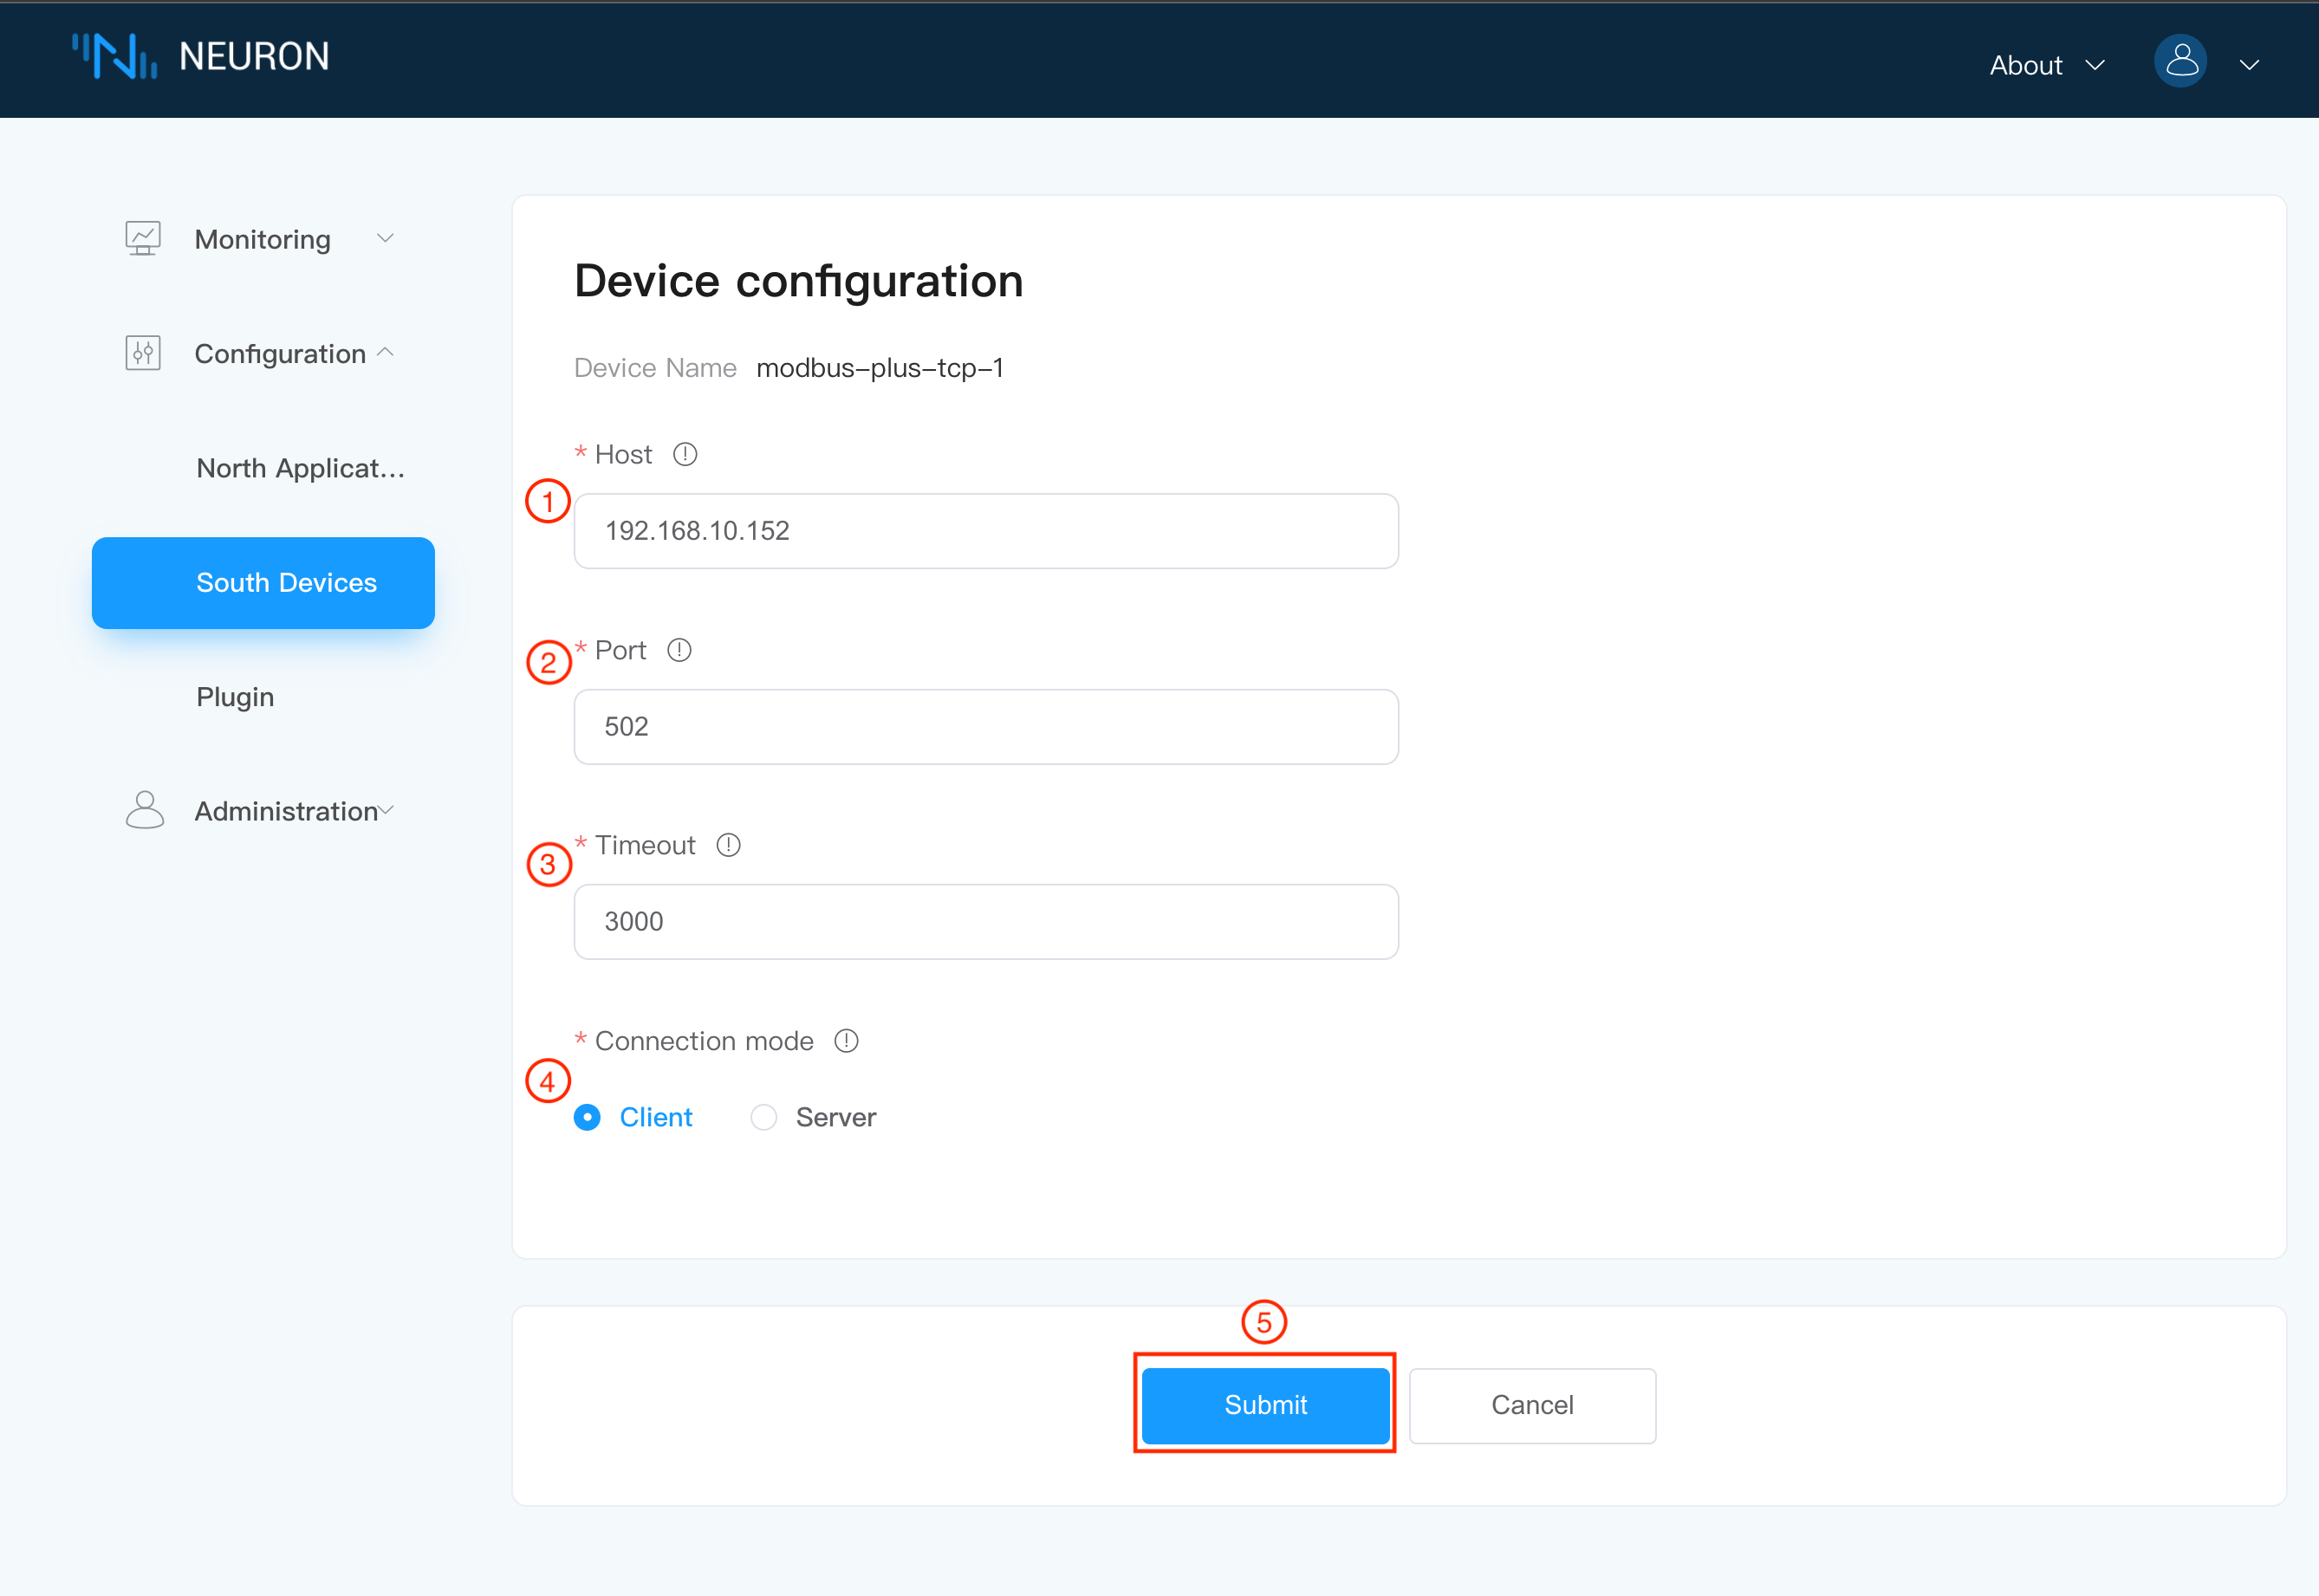 NEURON
About
Monitoring
Configuration
North Applicat...
South Devices
Plugin
Administration
Device configuration
Device Name modbus-plus-tcp-1
* Host
1
192.168.10.152
* Port
2
502
* Timeout
3
3000
* Connection mode
4
Client Server
5
Submit Cancel